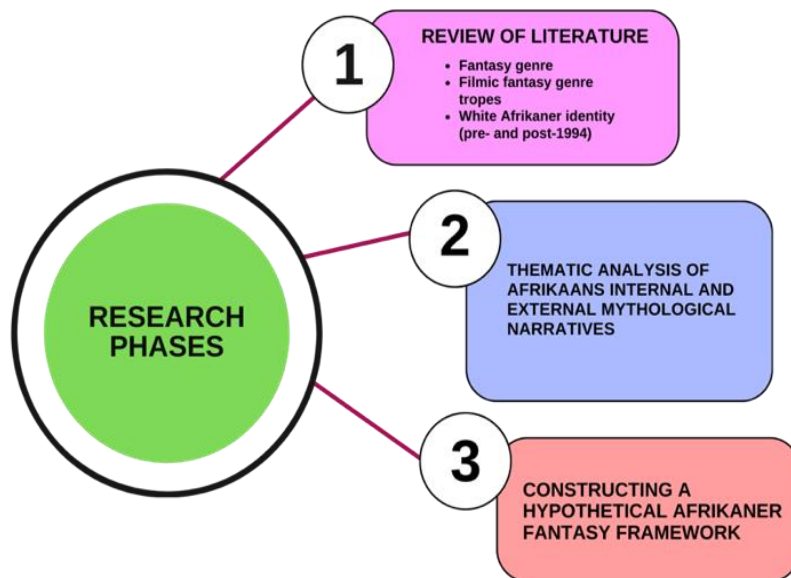 1
REVIEW OF LITERATURE
• Fantasy genre
• Filmic fantasy genre
tropes
• White Afrikaner identity
(pre- and post-1994)
RESEARCH
PHASES
2
THEMATIC ANALYSIS OF
AFRIKAANS INTERNAL AND
EXTERNAL MYTHOLOGICAL
NARRATIVES
3
CONSTRUCTING A
HYPOTHETICAL AFRIKANER
FANTASY FRAMEWORK